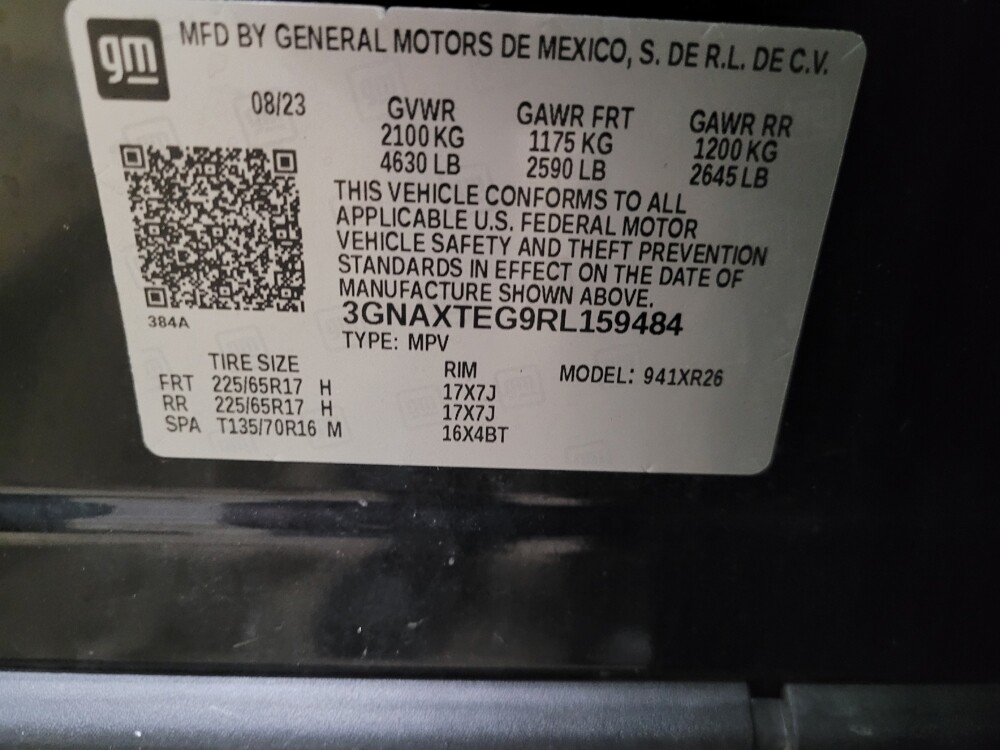 gm MFD BY GENERAL MOTORS DE MEXICO, S. DE R.L. DE C.V.
08/23 GVWR GAWR FRT GAWR RR
2100 KG 1175 KG 1200 KG
4630 LB 2590 LB 2645 LB
THIS VEHICLE CONFORMS TO ALL
APPLICABLE U.S. FEDERAL MOTOR
VEHICLE SAFETY AND THEFT PREVENTION
STANDARDS IN EFFECT ON THE DATE OF
MANUFACTURE SHOWN ABOVE.
384A 3GNAXTEG9RL159484
TYPE: MPV
TIRE SIZE RIM MODEL: 941XR26
FRT 225/65R17 H 17X7J
RR 225/65R17 H 17X7J
SPA T135/70R16 M 16X4BT